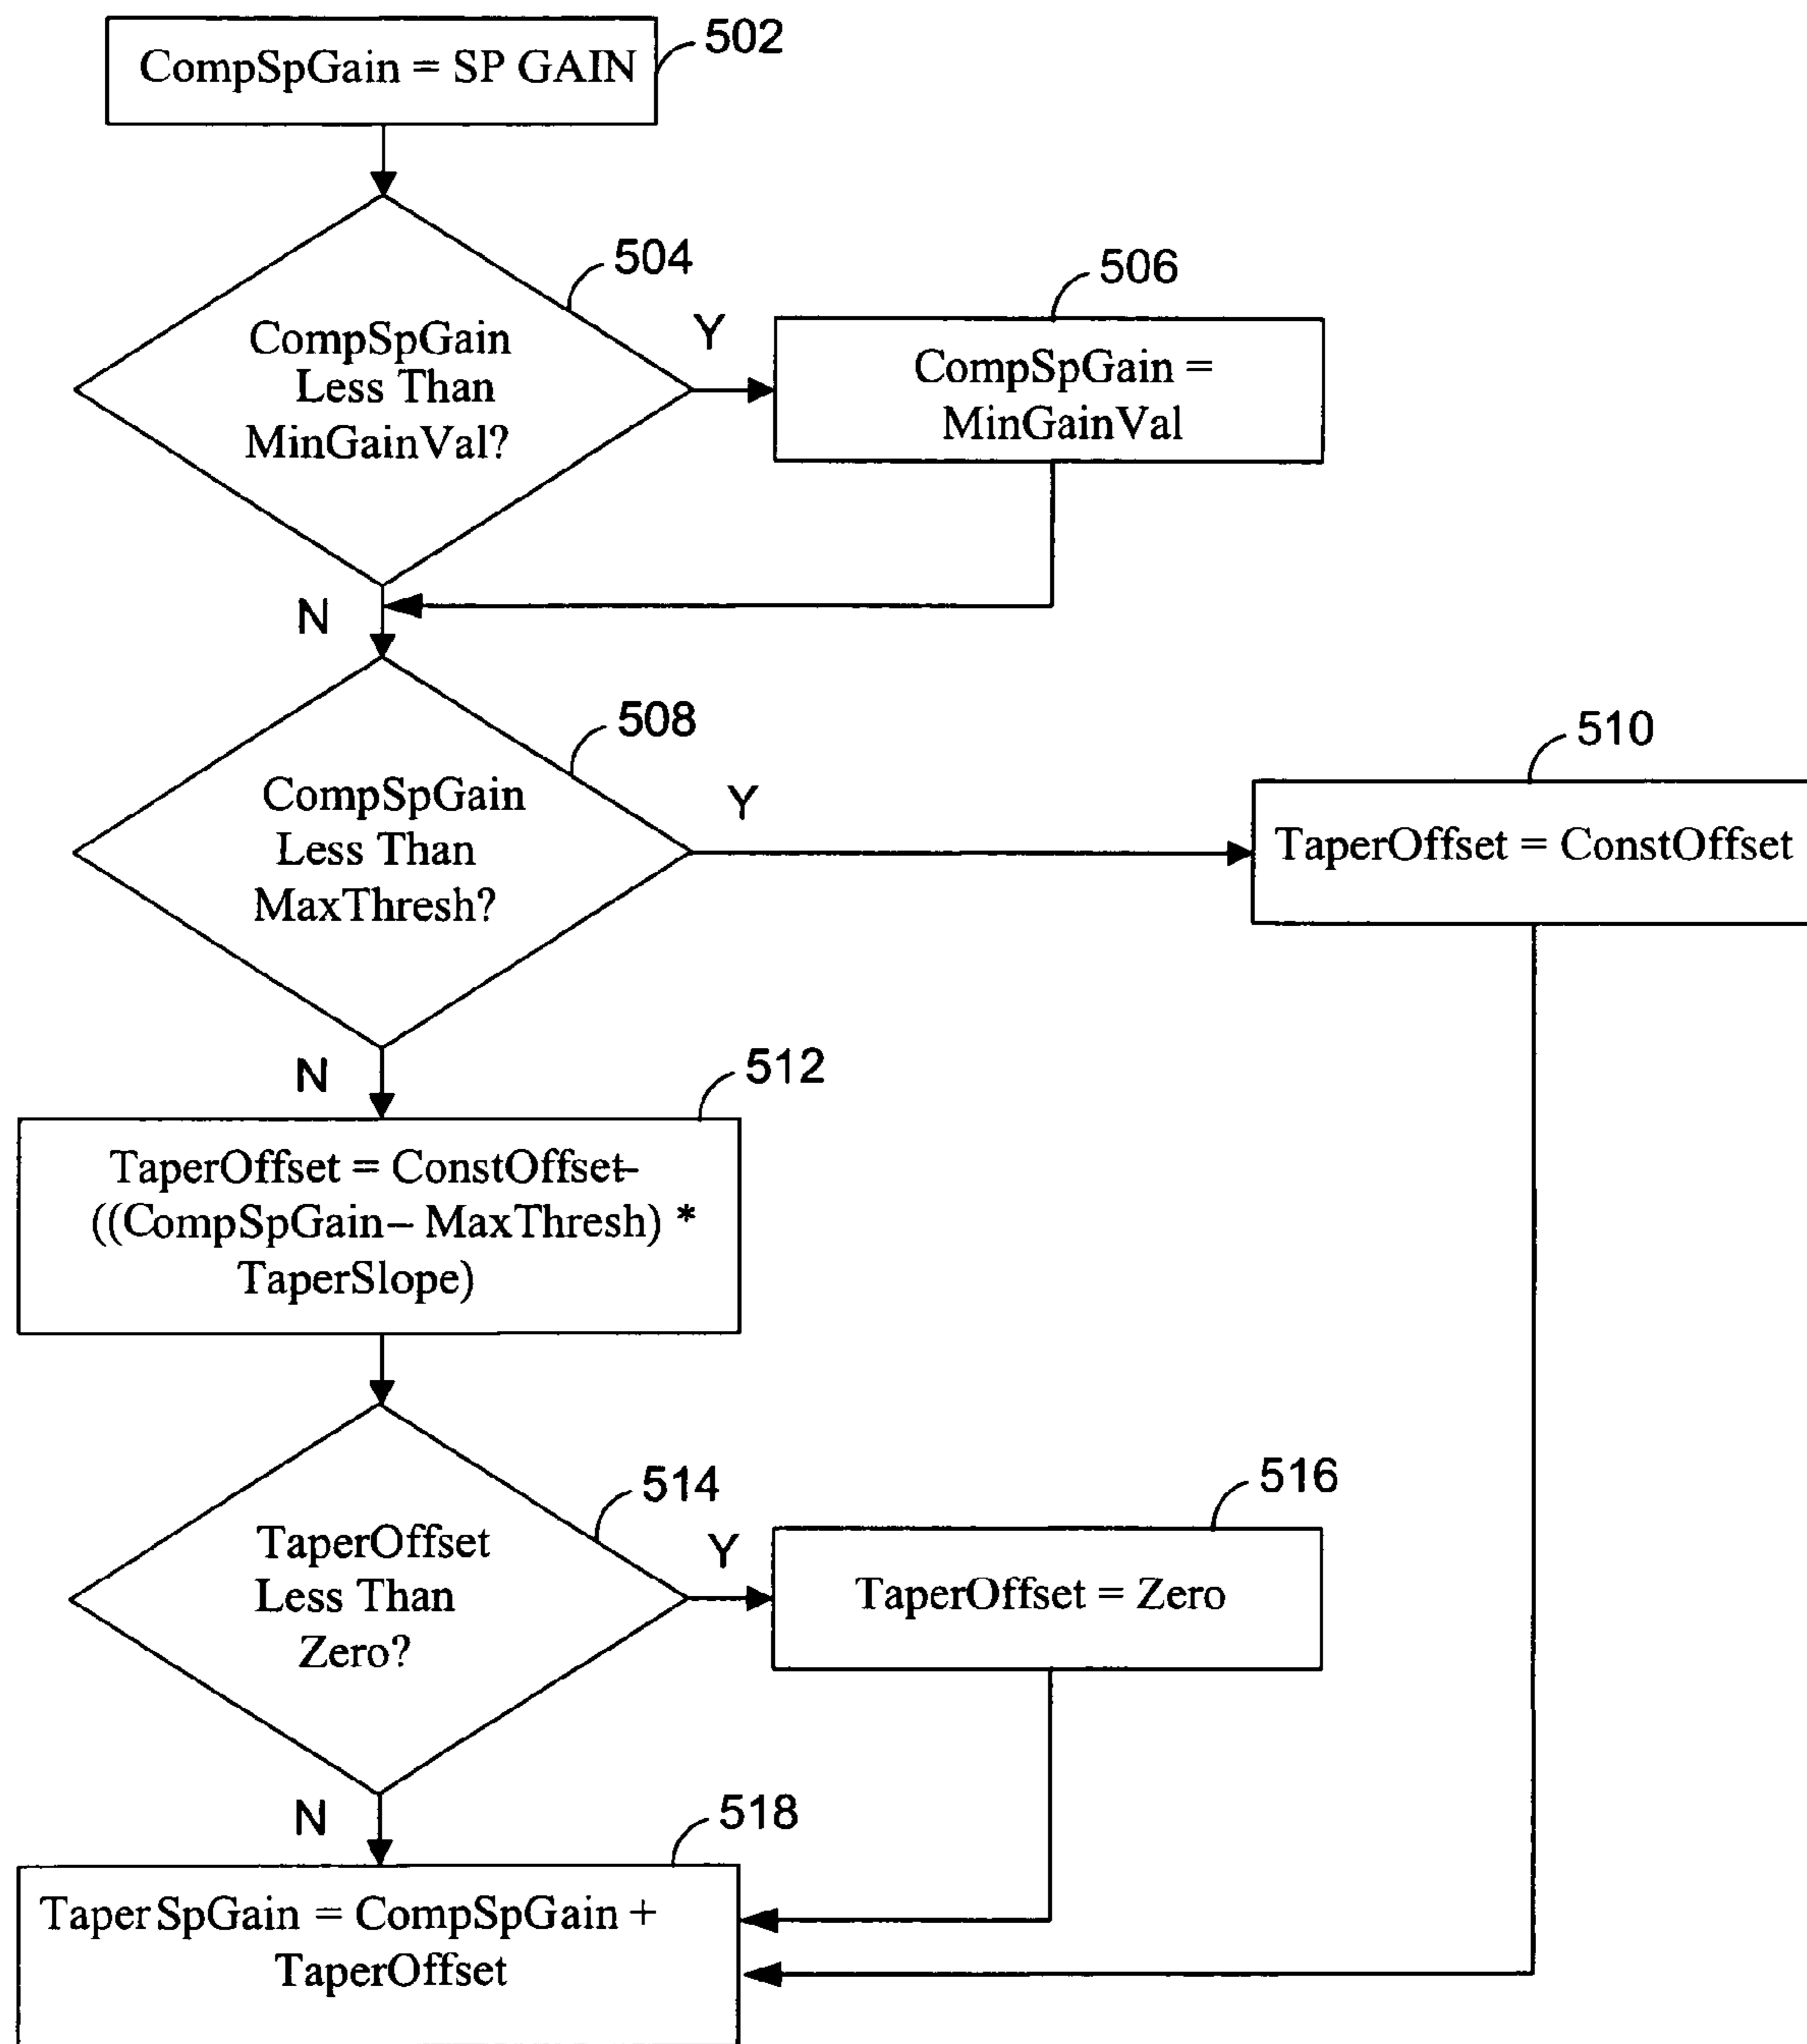 CompSpGain = SP GAIN
502
504
CompSpGain
Less Than
MinGainVal?
Y
506
CompSpGain =
MinGainVal
N
508
CompSpGain
Less Than
MaxThresh?
Y
510
TaperOffset = ConstOffset
N
512
TaperOffset = ConstOffset–
((CompSpGain – MaxThresh) *
TaperSlope)
514
TaperOffset
Less Than
Zero?
Y
516
TaperOffset = Zero
N
518
TaperSpGain = CompSpGain +
TaperOffset